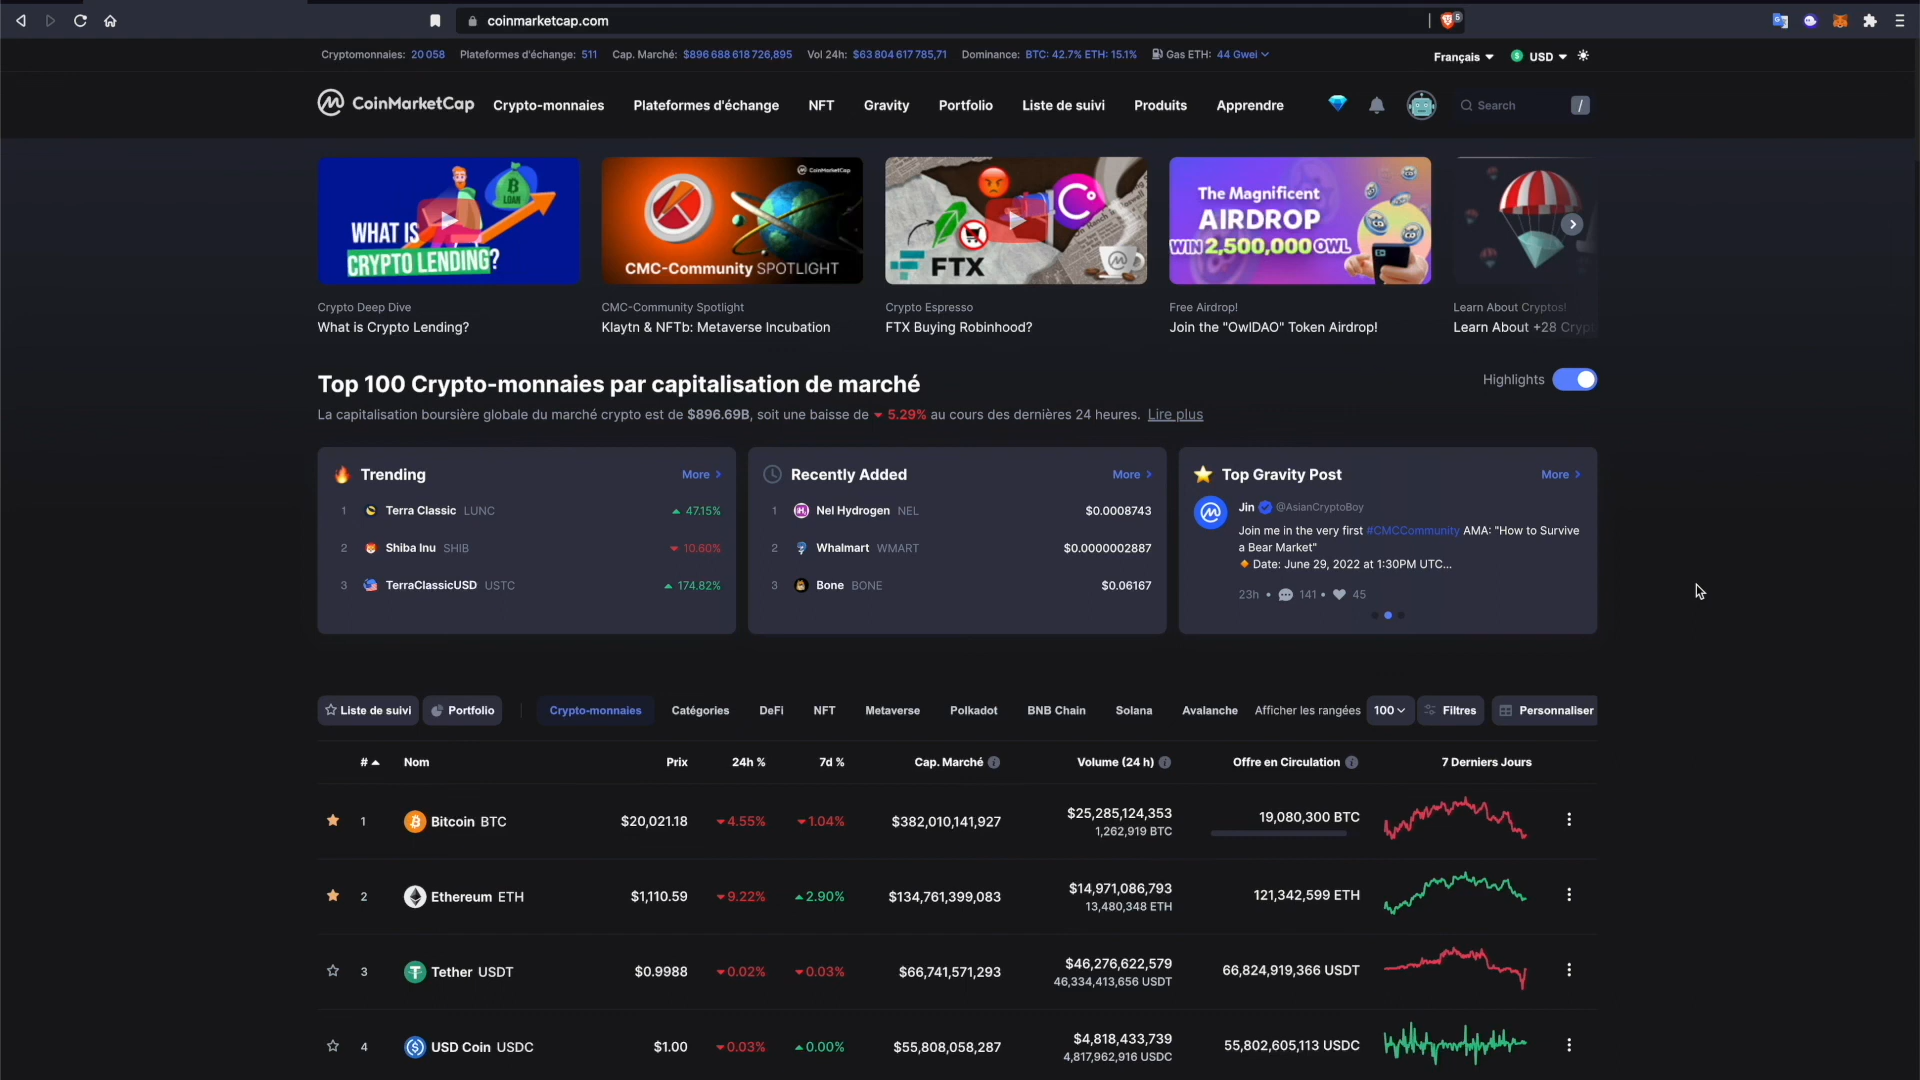 coinmarketcap.com
5
Cryptomonnaies: 20 058 Plateformes d'échange: 511 Cap. Marché: $896 688 618 726,895 Vol 24h: $63 804 617 785,71 Dominance: BTC: 42.7% ETH: 15.1% Gas ETH: 44 Gwei
Français USD
CoinMarketCap Crypto-monnaies Plateformes d'échange NFT Gravity Portfolio Liste de suivi Produits Apprendre Search /
WHAT IS
CRYPTO LENDING?
LOAN
CoinMarketCap
CMC-Community SPOTLIGHT
FTX
The Magnificent
AIRDROP
WIN 2,500,000 OWL
Crypto Deep Dive
What is Crypto Lending?
CMC-Community Spotlight
Klaytn & NFTb: Metaverse Incubation
Crypto Espresso
FTX Buying Robinhood?
Free Airdrop!
Join the "OwlDAO" Token Airdrop!
Learn About Cryptos!
Learn About +28 Crypt
Top 100 Crypto-monnaies par capitalisation de marché
Highlights
La capitalisation boursière globale du marché crypto est de $896.69B, soit une baisse de 5.29% au cours des dernières 24 heures. Lire plus
Trending More
1 Terra Classic LUNC 47.15%
2 Shiba Inu SHIB 10.60%
3 TerraClassicUSD USTC 174.82%
Recently Added More
1 Nel Hydrogen NEL $0.0008743
2 Whalmart WMART $0.0000002887
3 Bone BONE $0.06167
Top Gravity Post More
Jin @AsianCryptoBoy
Join me in the very first #CMCCommunity AMA: "How to Survive
a Bear Market"
Date: June 29, 2022 at 1:30PM UTC...
23h • 141 • 45
Liste de suivi Portfolio Crypto-monnaies Catégories DeFi NFT Metaverse Polkadot BNB Chain Solana Avalanche Afficher les rangées 100 Filtres Personnaliser
# Nom Prix 24h % 7d % Cap. Marché Volume (24 h) Offre en Circulation 7 Derniers Jours
1 Bitcoin BTC $20,021.18 4.55% 1.04% $382,010,141,927 $25,285,124,353 19,080,300 BTC
1,262,919 BTC
2 Ethereum ETH $1,110.59 9.22% 2.90% $134,761,399,083 $14,971,086,793 121,342,599 ETH
13,480,348 ETH
3 Tether USDT $0.9988 0.02% 0.03% $66,741,571,293 $46,276,622,579 66,824,919,366 USDT
46,334,413,656 USDT
4 USD Coin USDC $1.00 0.03% 0.00% $55,808,058,287 $4,818,433,739 55,802,605,113 USDC
4,817,962,916 USDC